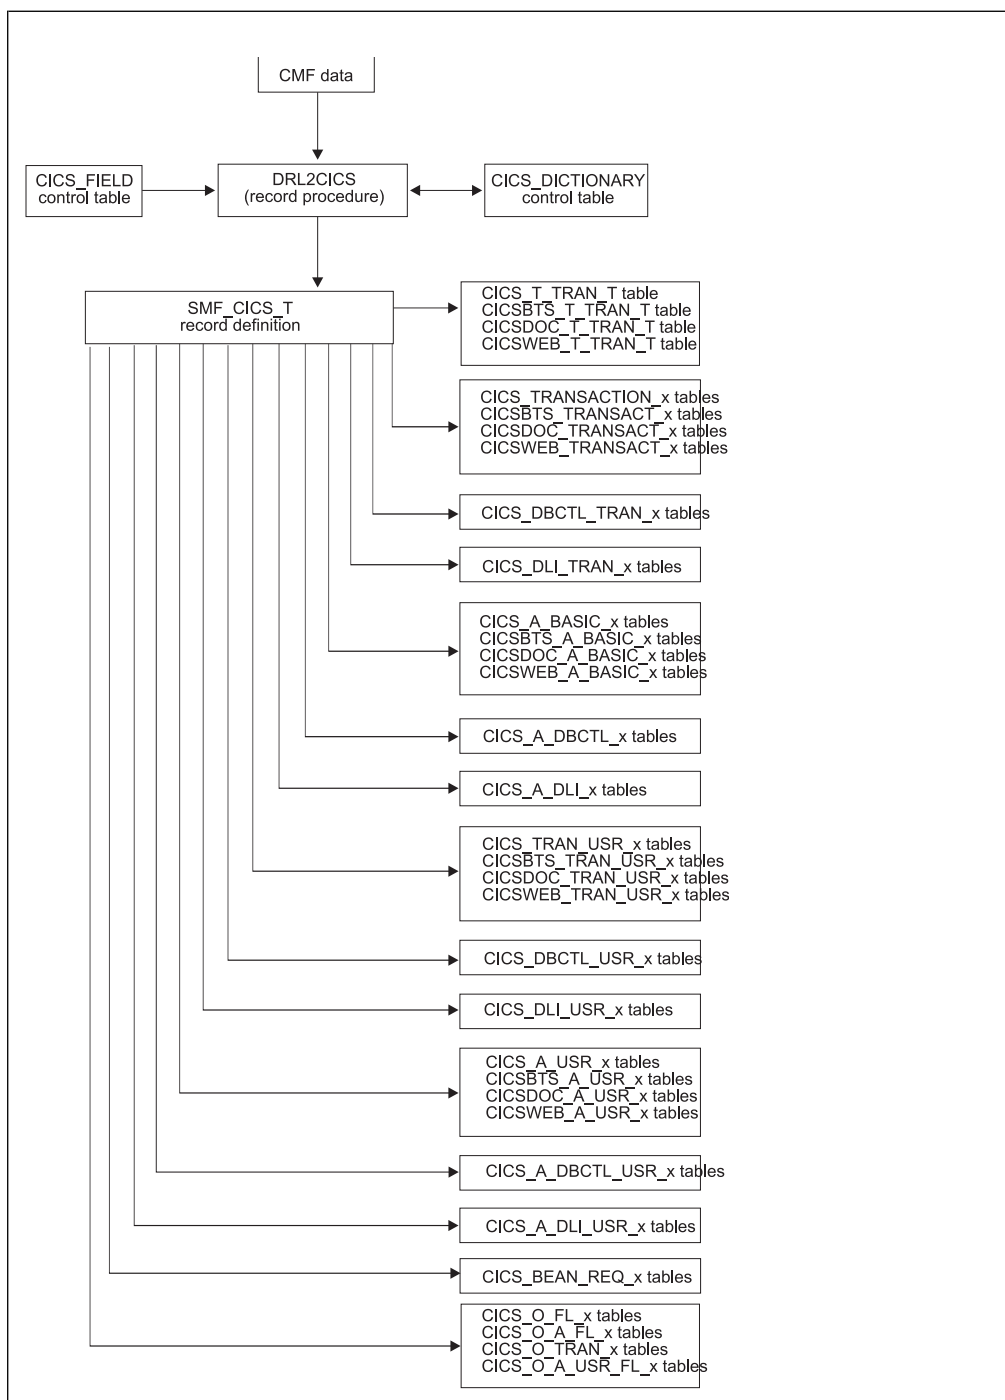 CMF data
CICS_FIELD
control table
DRL2CICS
(record procedure)
CICS_DICTIONARY
control table
SMF_CICS_T
record definition
CICS_T_TRAN_T table
CICSBTS_T_TRAN_T table
CICSDOC_T_TRAN_T table
CICSWEB_T_TRAN_T table
CICS_TRANSACTION_x tables
CICSBTS_TRANSACT_x tables
CICSDOC_TRANSACT_x tables
CICSWEB_TRANSACT_x tables
CICS_DBCTL_TRAN_x tables
CICS_DLI_TRAN_x tables
CICS_A_BASIC_x tables
CICSBTS_A_BASIC_x tables
CICSDOC_A_BASIC_x tables
CICSWEB_A_BASIC_x tables
CICS_A_DBCTL_x tables
CICS_A_DLI_x tables
CICS_TRAN_USR_x tables
CICSBTS_TRAN_USR_x tables
CICSDOC_TRAN_USR_x tables
CICSWEB_TRAN_USR_x tables
CICS_DBCTL_USR_x tables
CICS_DLI_USR_x tables
CICS_A_USR_x tables
CICSBTS_A_USR_x tables
CICSDOC_A_USR_x tables
CICSWEB_A_USR_x tables
CICS_A_DBCTL_USR_x tables
CICS_A_DLI_USR_x tables
CICS_BEAN_REQ_x tables
CICS_O_FL_x tables
CICS_O_A_FL_x tables
CICS_O_TRAN_x tables
CICS_O_A_USR_FL_x tables